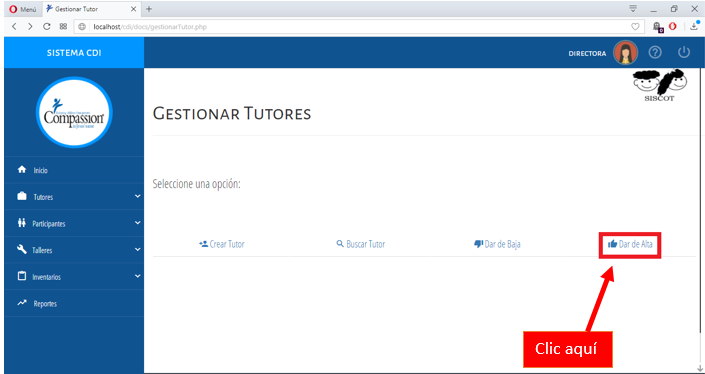 Menú
Gestionar Tutor
localhost/cdi/docs/gestionarTutor.php
SISTEMA CDI
DIRECTORA
Compassion
SISCOT
GESTIONAR TUTORES
Inicio
Tutores
Participantes
Talleres
Inventarios
Reportes
Seleccione una opción:
Crear Tutor
Buscar Tutor
Dar de Baja
Dar de Alta
Clic aquí